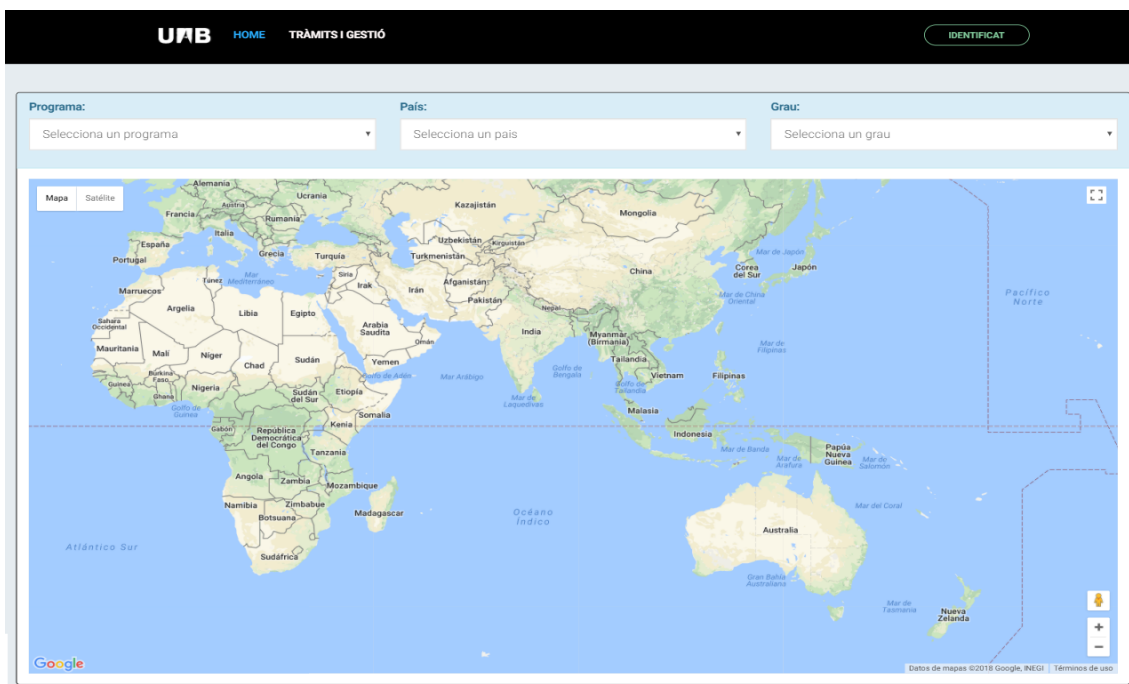 UAB HOME TRÀMITS I GESTIÓ IDENTIFICAT
Programa: País: Grau:
Selecciona un programa Selecciona un pais Selecciona un grau
Mapa Satélite
Alemania
Ucrania
Kazajistán
Austria
Francia
Rumania
Mongolia
Italia
Uzbekistán
Kirguistán
España
Grecia
Turquía
Turkmenistán
Mar de Japón
Portugal
China
Corea
del Sur
Japón
Túnez
Mar
Mediterráneo
Siria
Irak
Irán
Afganistán
Marruecos
Pakistán
Mar de China
Oriental
Pacífico
Norte
Argelia
Libia
Egipto
Nepal
Sahara
Occidental
Arabia
Saudita
India
Myanmar
(Birmania)
Omán
Mauritania
Malí
Níger
Chad
Sudán
Yemen
Mar de
Filipinas
Tailandia
Burkina
Faso
Golfo de Adén
Mar Arábigo
Golfo de
Bengala
Vietnam
Filipinas
Guinea
Ghana
Nigeria
Sudán
del Sur
Etiopía
Golfo de
Tailandia
Mar de
Laquedivas
Golfo de
Guinea
Somalia
Malasia
Gabón
República
Democrática
del Congo
Kenia
Indonesia
Tanzania
Mar de Banda
Papúa
Nueva
Guinea
Mar de
Arafura
Mar de
Salomón
Angola
Zambia
Mozambique
Namibia
Zimbabue
Botsuana
Madagascar
Océano
Índico
Mar del Coral
Australia
Atlántico Sur
Sudáfrica
Gran Bahía
Australiana
Mar de
Tasmania
Nueva
Zelanda
+
−
Google
Datos de mapas ©2018 Google, INEGI Términos de uso